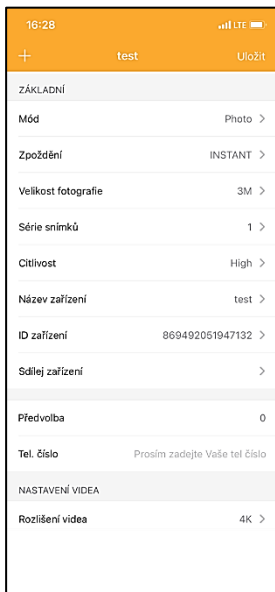 16:28 LTE
+ test Uložit
ZÁKLADNÍ
Mód Photo >
Zpoždění INSTANT >
Velikost fotografie 3M >
Série snímků 1 >
Citlivost High >
Název zařízení test >
ID zařízení 869492051947132 >
Sdílej zařízení >
Předvolba 0
Tel. číslo Prosím zadejte Vaše tel číslo
NASTAVENÍ VIDEA
Rozlišení videa 4K >